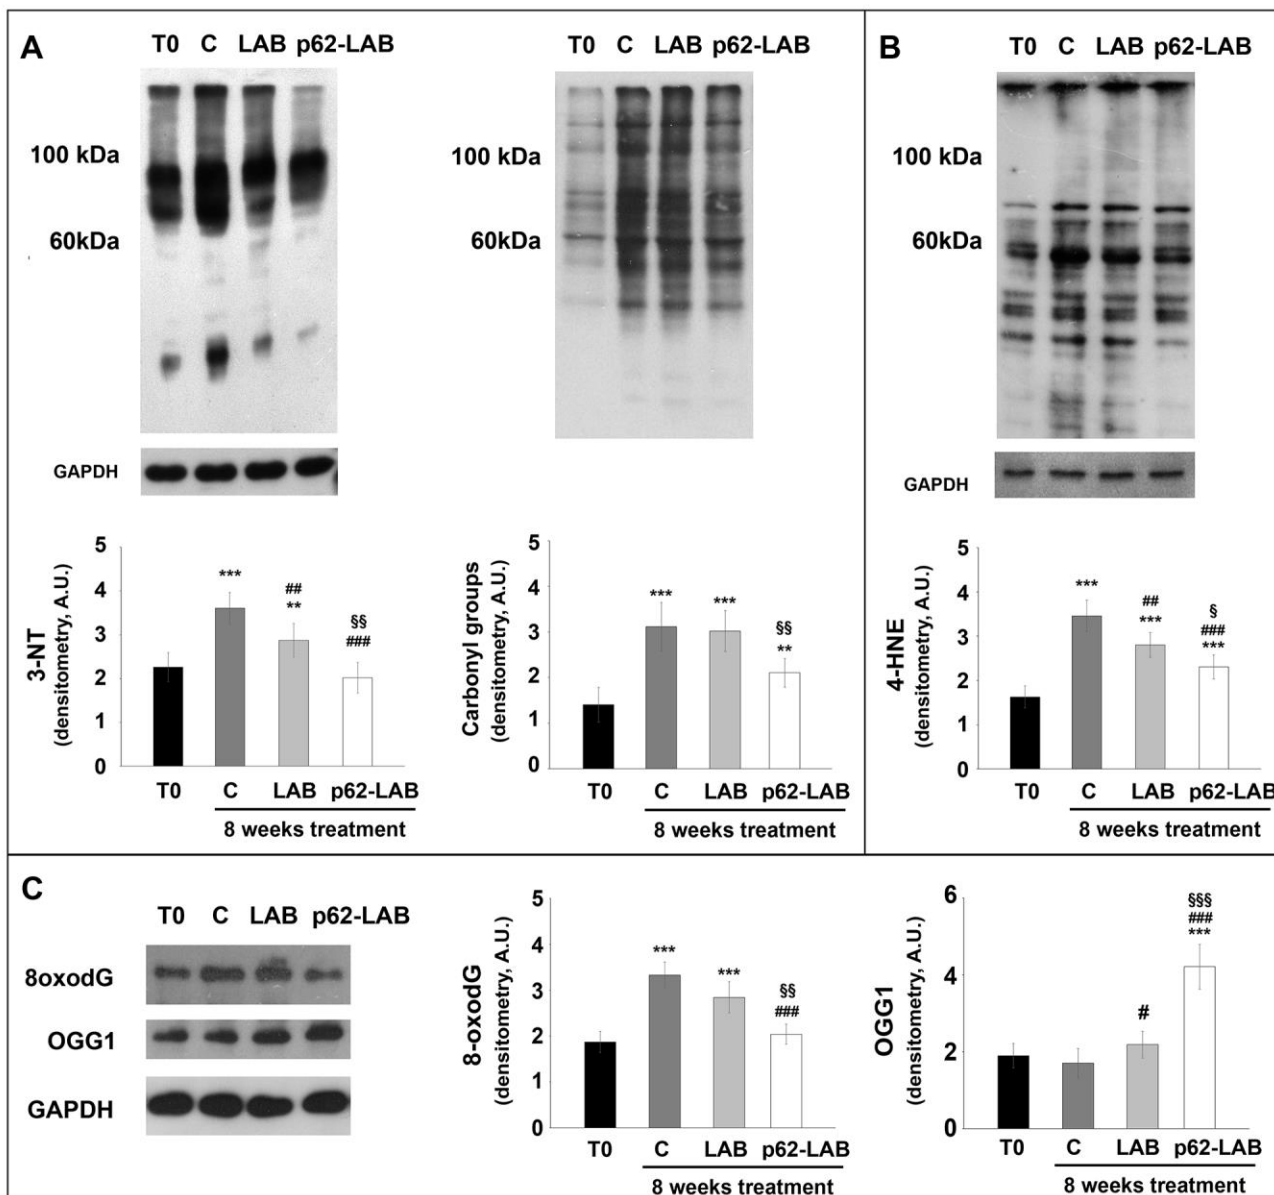 A
T0 C LAB p62-LAB
100 kDa
60kDa
GAPDH
T0 C LAB p62-LAB
100 kDa
60kDa
B
T0 C LAB p62-LAB
100 kDa
60kDa
GAPDH
3-NT
(densitometry, A.U.)
5
4
3
2
1
0
***
##
**
§§
###
T0 C LAB p62-LAB
8 weeks treatment
Carbonyl groups
(densitometry, A.U.)
5
4
3
2
1
0
***
***
§§
**
T0 C LAB p62-LAB
8 weeks treatment
4-HNE
(densitometry, A.U.)
5
4
3
2
1
0
***
##
***
§
###
***
T0 C LAB p62-LAB
8 weeks treatment
C
T0 C LAB p62-LAB
8oxodG
OGG1
GAPDH
8-oxodG
(densitometry, A.U.)
5
4
3
2
1
0
***
***
§§
###
T0 C LAB p62-LAB
8 weeks treatment
OGG1
(densitometry, A.U.)
6
4
2
0
#
§§§
###
***
T0 C LAB p62-LAB
8 weeks treatment